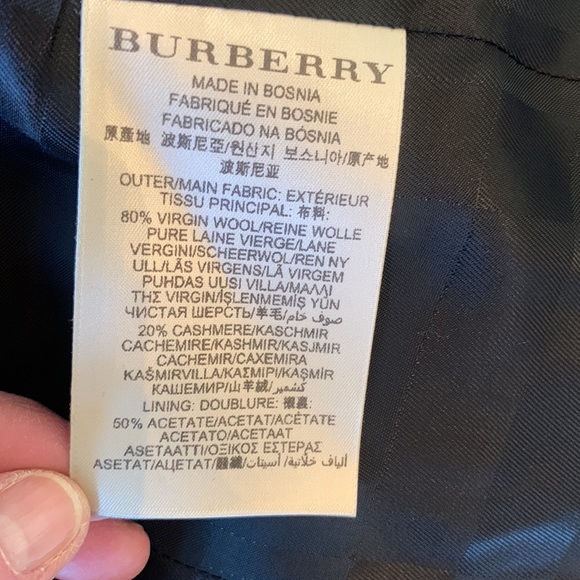 BURBERRY
MADE IN BOSNIA
FABRIQUÉ EN BOSNIE
FABRICADO NA BÓSNIA
原產地 波斯尼亞/원산지 보스니아/原产地
波斯尼亚
OUTER/MAIN FABRIC: EXTÉRIEUR
TISSU PRINCIPAL: 布料:
80% VIRGIN WOOL/REINE WOLLE
PURE LAINE VIERGE/LANE
VERGINI/SCHEERWOL/REN NY
ULL/LÃS VIRGENS/LÃ VIRGEM
PUHDAS UUSI VILLA/ΜΑΛΛΙ
ΤΗΣ VIRGIN/İŞLENMEMİŞ YÜN
ЧИСТАЯ ШЕРСТЬ/羊毛/صوف خام
20% CASHMERE/KASCHMIR
CACHEMIRE/KASHMIR/KASJMIR
CACHEMIR/CAXEMIRA
KAŠMIRVILLA/ΚΑΣΜΙΡΙ/KAŞMİR
КАШЕМИР/山羊绒/كشمير
LINING: DOUBLURE: 襯裏:
50% ACETATE/ACETAT/ACÉTATE
ACETATO/ACETAAT
ASETAATTI/ΟΞΙΚΟΣ ΕΣΤΕΡΑΣ
ASETAT/АЦЕТАТ/醋酸纖維/ألياف خلاتية/أسيتات